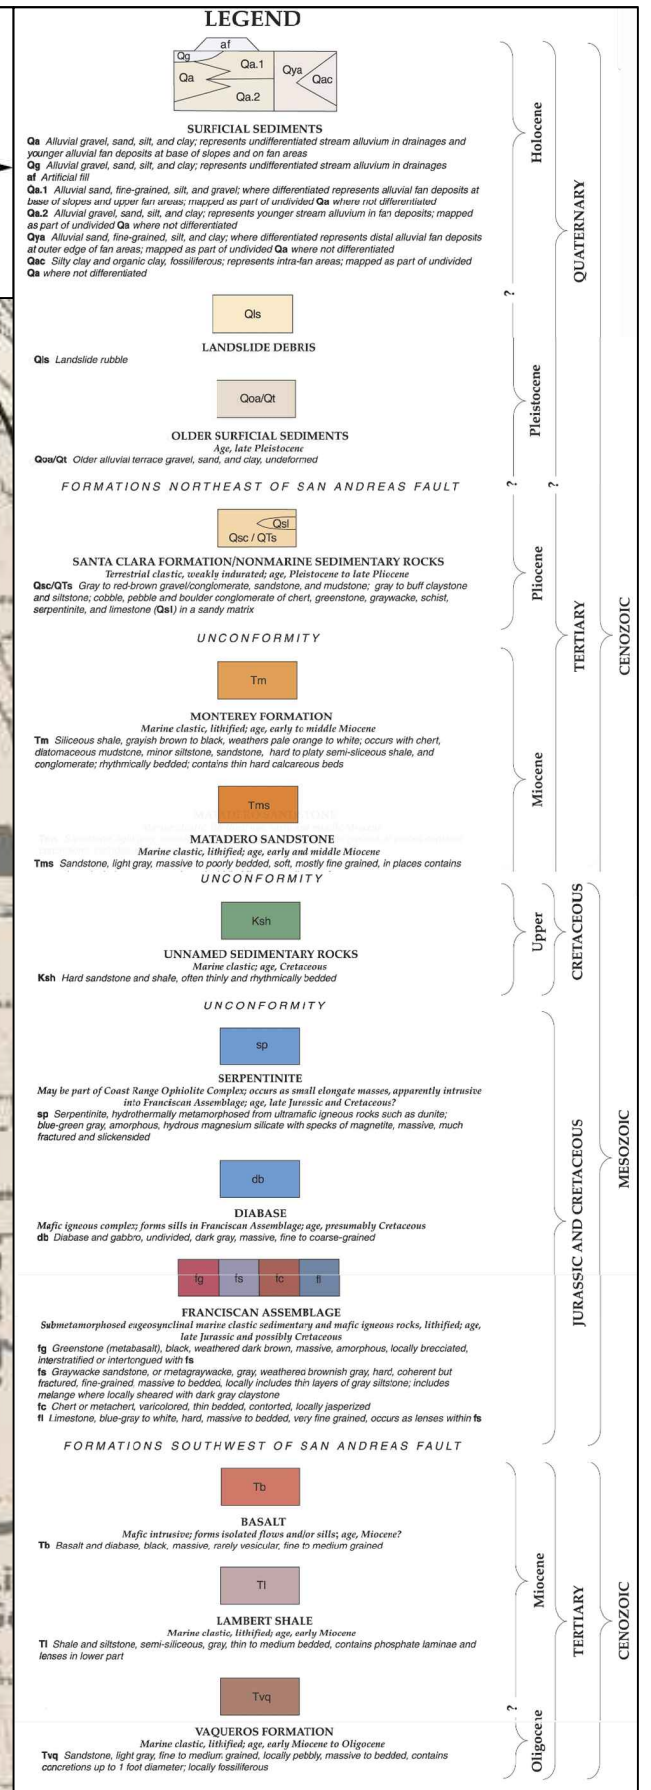 LEGEND
af
Qg
Qa
Qa.1
Qa.2
Qya
Qac
SURFICIAL SEDIMENTS
Qa Alluvial gravel, sand, silt, and clay; represents undifferentiated stream alluvium in drainages and
younger alluvial fan deposits at base of slopes and on fan areas
Qg Alluvial gravel, sand, silt, and clay; represents undifferentiated stream alluvium in drainages
af Artificial fill
Qa.1 Alluvial sand, fine-grained, silt, and gravel; where differentiated represents alluvial fan deposits at
base of slopes and upper fan areas; mapped as part of undivided Qa where not differentiated
Qa.2 Alluvial gravel, sand, silt, and clay; represents younger stream alluvium in fan deposits; mapped
as part of undivided Qa where not differentiated
Qya Alluvial sand, fine-grained, silt, and clay; where differentiated represents distal alluvial fan deposits
at outer edge of fan areas; mapped as part of undivided Qa where not differentiated
Qac Silty clay and organic clay, fossiliferous; represents intra-fan areas; mapped as part of undivided
Qa where not differentiated
Qls
LANDSLIDE DEBRIS
Qls Landslide rubble
Qoa/Qt
OLDER SURFICIAL SEDIMENTS
Age, late Pleistocene
Qoa/Qt Older alluvial terrace gravel, sand, and clay, undeformed
FORMATIONS NORTHEAST OF SAN ANDREAS FAULT
Qsl
Qsc / QTs
SANTA CLARA FORMATION/NONMARINE SEDIMENTARY ROCKS
Terrestrial clastic, weakly indurated; age, Pleistocene to late Pliocene
Qsc/QTs Gray to red-brown gravel/conglomerate, sandstone, and mudstone; gray to buff claystone
and siltstone; cobble, pebble and boulder conglomerate of chert, greenstone, graywacke, schist,
serpentinite, and limestone (Qsl) in a sandy matrix
UNCONFORMITY
Tm
MONTEREY FORMATION
Marine clastic, lithified; age, early to middle Miocene
Tm Siliceous shale, grayish brown to black, weathers pale orange to white; occurs with chert,
diatomaceous mudstone, minor siltstone, sandstone, hard to platy semi-sliceous shale, and
conglomerate; rhythmically bedded; contains thin hard calcareous beds
Tms
MATADERO SANDSTONE
Marine clastic, lithified; age, early and middle Miocene
Tms Sandstone, light gray, massive to poorly bedded, soft, mostly fine grained, in places contains
UNCONFORMITY
Ksh
UNNAMED SEDIMENTARY ROCKS
Marine clastic; age, Cretaceous
Ksh Hard sandstone and shale, often thinly and rhythmically bedded
UNCONFORMITY
sp
SERPENTINITE
May be part of Coast Range Ophiolite Complex; occurs as small elongate masses, apparently intrusive
into Franciscan Assemblage; age, late Jurassic and Cretaceous?
sp Serpentinite, hydrothermally metamorphosed from ultramafic igneous rocks such as dunite;
blue-green gray, amorphous, hydrous magnesium silicate with specks of magnetite, massive, much
fractured and slickensided
db
DIABASE
Mafic igneous complex; forms sills in Franciscan Assemblage; age, presumably Cretaceous
db Diabase and gabbro, undivided, dark gray, massive, fine to coarse-grained
fg fs fc fl
FRANCISCAN ASSEMBLAGE
Submetamorphosed eugeosynclinal marine clastic sedimentary and mafic igneous rocks, lithified; age,
late Jurassic and possibly Cretaceous
fg Greenstone (metabasalt), black, weathered dark brown, massive, amorphous, locally brecciated,
interstratified or intertongued with fs
fs Graywacke sandstone, or metagraywacke, gray, weathered brownish gray, hard, coherent but
fractured, fine-grained, massive to bedded, locally includes thin layers of gray siltstone; includes
melange where locally sheared with dark gray claystone
fc Chert or metachert, varicolored, thin bedded, contorted, locally jasperized
fl Limestone, blue-gray to white, hard, massive to bedded, very fine grained, occurs as lenses within fs
FORMATIONS SOUTHWEST OF SAN ANDREAS FAULT
Tb
BASALT
Mafic intrusive; forms isolated flows and/or sills; age, Miocene?
Tb Basalt and diabase, black, massive, rarely vesicular, fine to medium grained
Tl
LAMBERT SHALE
Marine clastic, lithified; age, early Miocene
Tl Shale and siltstone, semi-siliceous, gray, thin to medium bedded, contains phosphate laminae and
lenses in lower part
Tvq
VAQUEROS FORMATION
Marine clastic, lithified; age, early Miocene to Oligocene
Tvq Sandstone, light gray, fine to medium grained, locally pebbly, massive to bedded, contains
concretions up to 1 foot diameter; locally fossiliferous
Holocene
?
Pleistocene
?
?
Pliocene
Miocene
QUATERNARY
TERTIARY
CENOZOIC
Upper
CRETACEOUS
JURASSIC AND CRETACEOUS
MESOZOIC
Miocene
?
Oligocene
TERTIARY
CENOZOIC